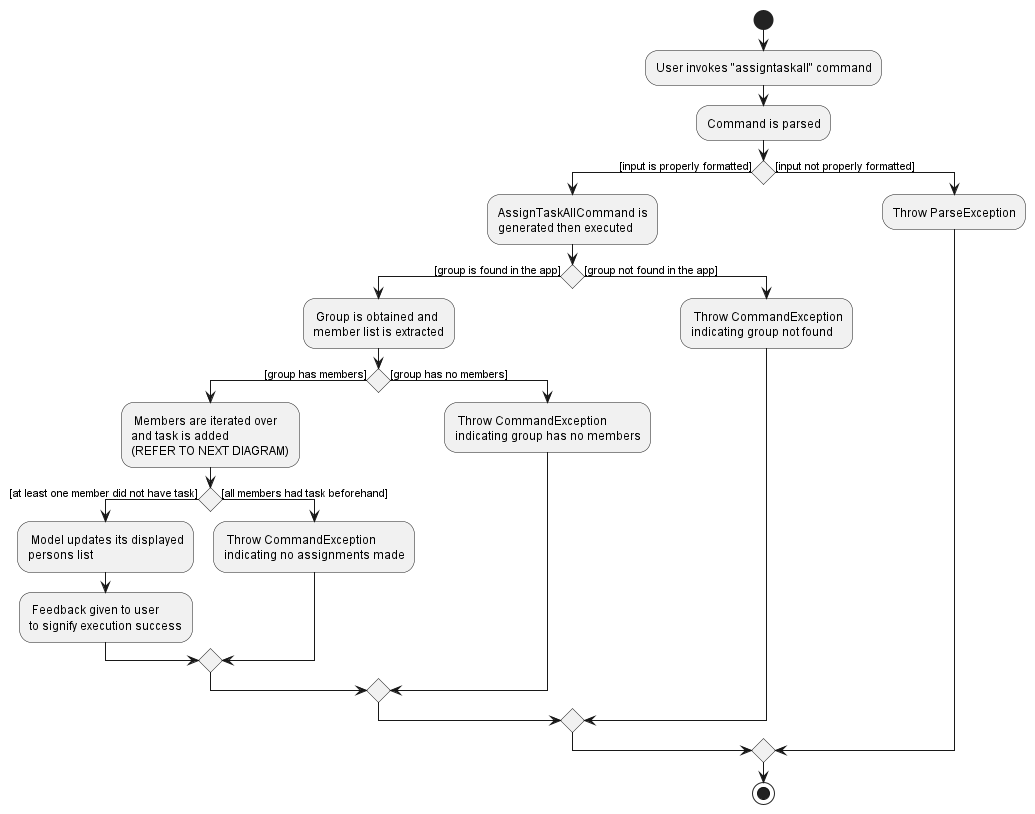 User invokes "assigntaskall" command
Command is parsed
[input is properly formatted]
[input not properly formatted]
AssignTaskAllCommand is
generated then executed
Throw ParseException
[group is found in the app]
[group not found in the app]
Group is obtained and
member list is extracted
Throw CommandException
indicating group not found
[group has members]
[group has no members]
Members are iterated over
and task is added
(REFER TO NEXT DIAGRAM)
Throw CommandException
indicating group has no members
[at least one member did not have task]
[all members had task beforehand]
Model updates its displayed
persons list
Throw CommandException
indicating no assignments made
Feedback given to user
to signify execution success